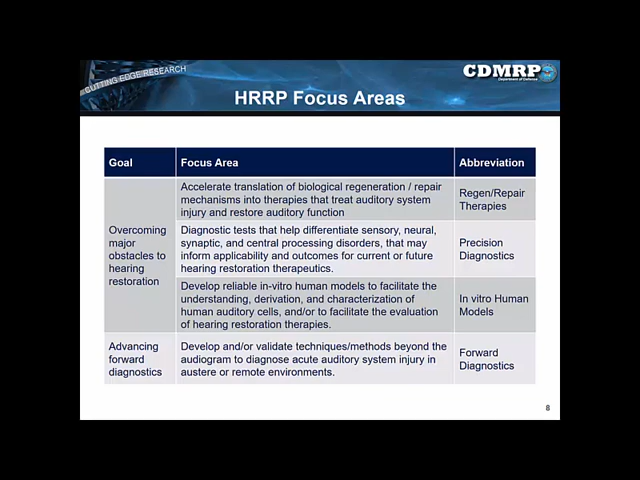 CUTTING EDGE RESEARCH
CDMRP
Department of Defense
HRRP Focus Areas
Goal
Focus Area
Abbreviation
Overcoming
major
obstacles to
hearing
restoration
Accelerate translation of biological regeneration / repair
mechanisms into therapies that treat auditory system
injury and restore auditory function
Regen/Repair
Therapies
Diagnostic tests that help differentiate sensory, neural,
synaptic, and central processing disorders, that may
inform applicability and outcomes for current or future
hearing restoration therapeutics.
Precision
Diagnostics
Develop reliable in-vitro human models to facilitate the
understanding, derivation, and characterization of
human auditory cells, and/or to facilitate the evaluation
of hearing restoration therapies.
In vitro Human
Models
Advancing
forward
diagnostics
Develop and/or validate techniques/methods beyond the
audiogram to diagnose acute auditory system injury in
austere or remote environments.
Forward
Diagnostics
8